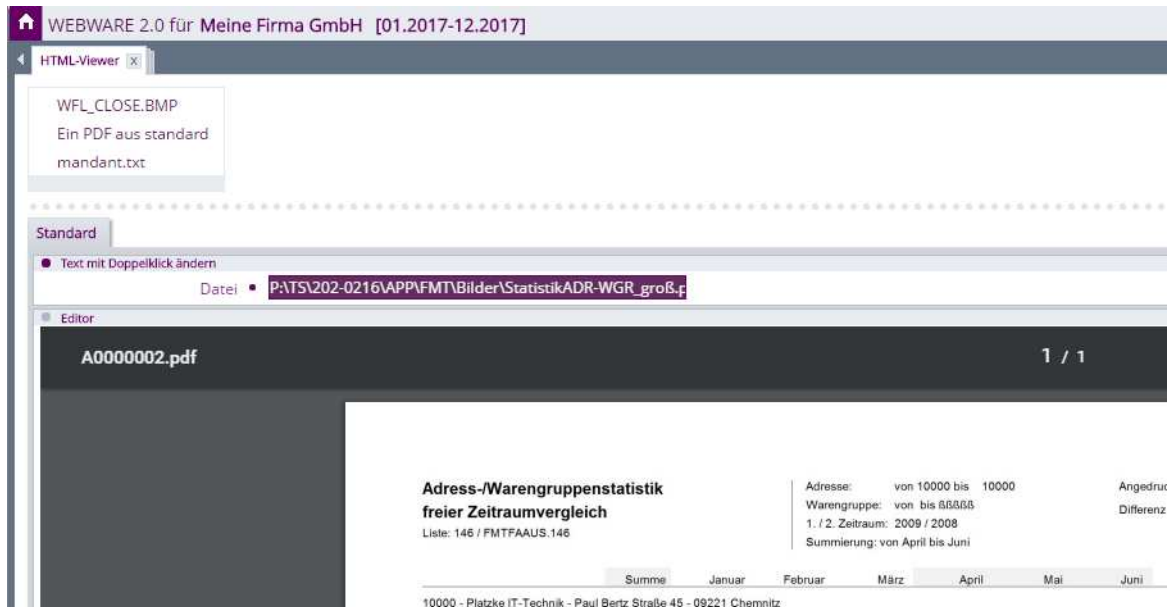 WEBWARE 2.0 für Meine Firma GmbH [01.2017-12.2017]
HTML-Viewer x
WFL_CLOSE.BMP
Ein PDF aus standard
mandant.txt
Standard
Text mit Doppelklick ändern
Datei P:\TS\202-0216\APP\FMT\Bilder\StatistikADR-WGR_groß.p
Editor
A0000002.pdf 1 / 1
Adress-/Warengruppenstatistik Adresse: von 10000 bis 10000 Angedruc
freier Zeitraumvergleich Warengruppe: von bis ßßßßß Differenz
Liste: 146 / FMTFAAUS.146 1. / 2. Zeitraum: 2009 / 2008
Summierung: von April bis Juni
Summe Januar Februar März April Mai Juni
10000 - Platzke IT-Technik - Paul Bertz Straße 45 - 09221 Chemnitz